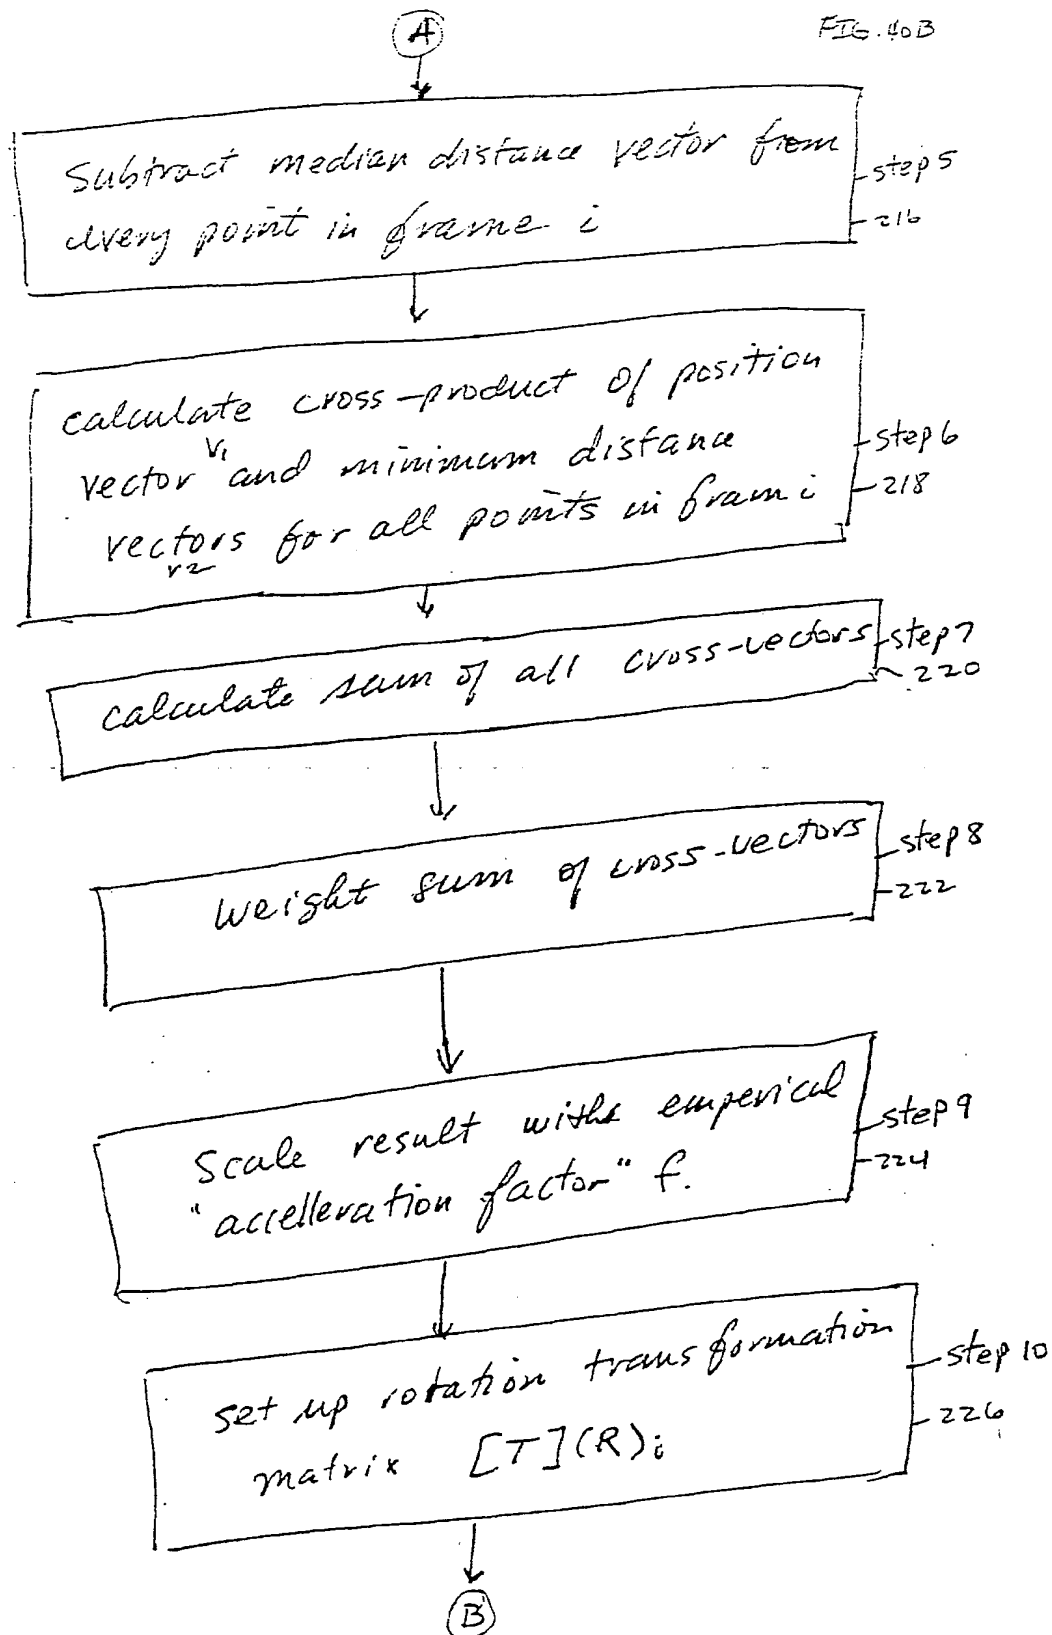 FIG. 40B
A
Subtract median distance vector from
every point in frame i
step 5
216
calculate cross-product of position
vector v1 and minimum distance
vectors for all points in fram i
v2
step 6
218
calculate sum of all cross-vectors
step 7
220
weight sum of cross-vectors
step 8
222
Scale result with emperical
"accelleration factor" f.
step 9
224
set up rotation transformation
matrix [T](R)i
step 10
226
B